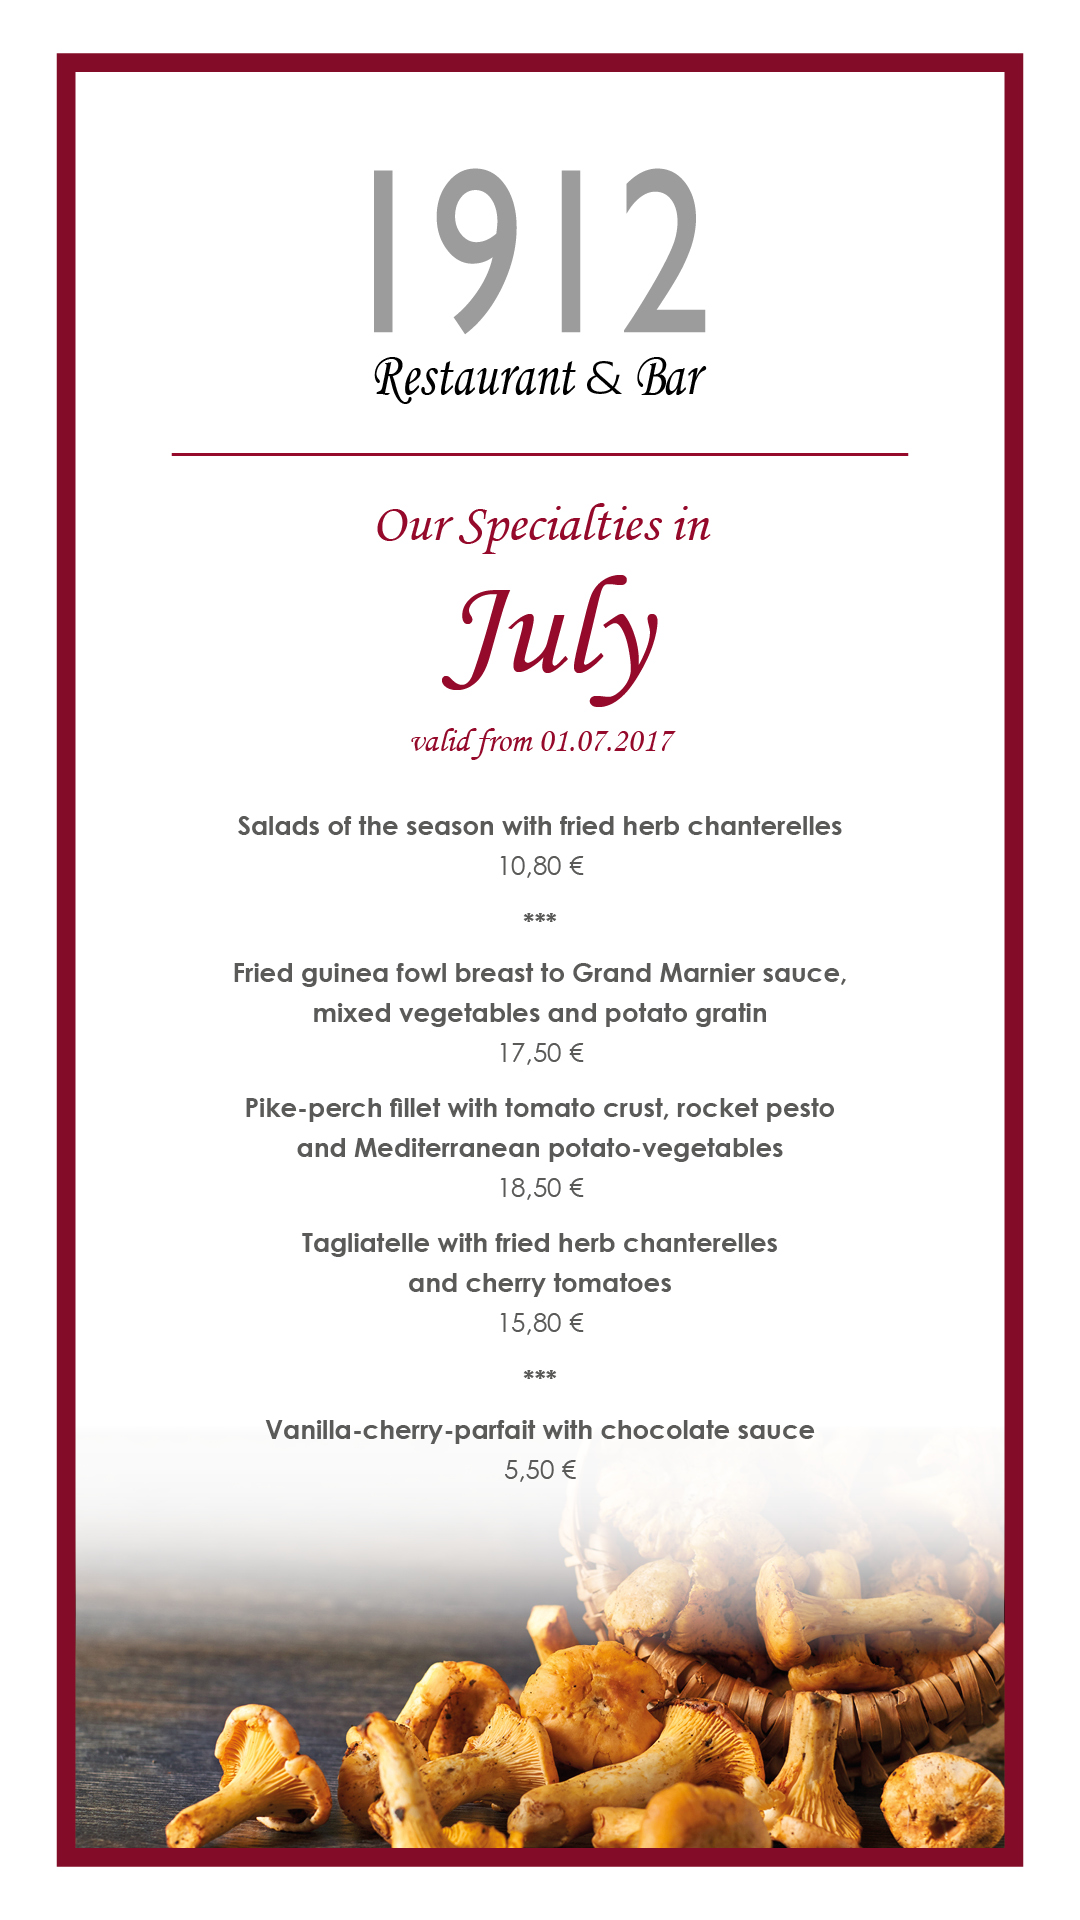 1912
Restaurant & Bar
Our Specialties in
July
valid from 01.07.2017
Salads of the season with fried herb chanterelles
10,80 €
***
Fried guinea fowl breast to Grand Marnier sauce,
mixed vegetables and potato gratin
17,50 €
Pike-perch fillet with tomato crust, rocket pesto
and Mediterranean potato-vegetables
18,50 €
Tagliatelle with fried herb chanterelles
and cherry tomatoes
15,80 €
***
Vanilla-cherry-parfait with chocolate sauce
5,50 €